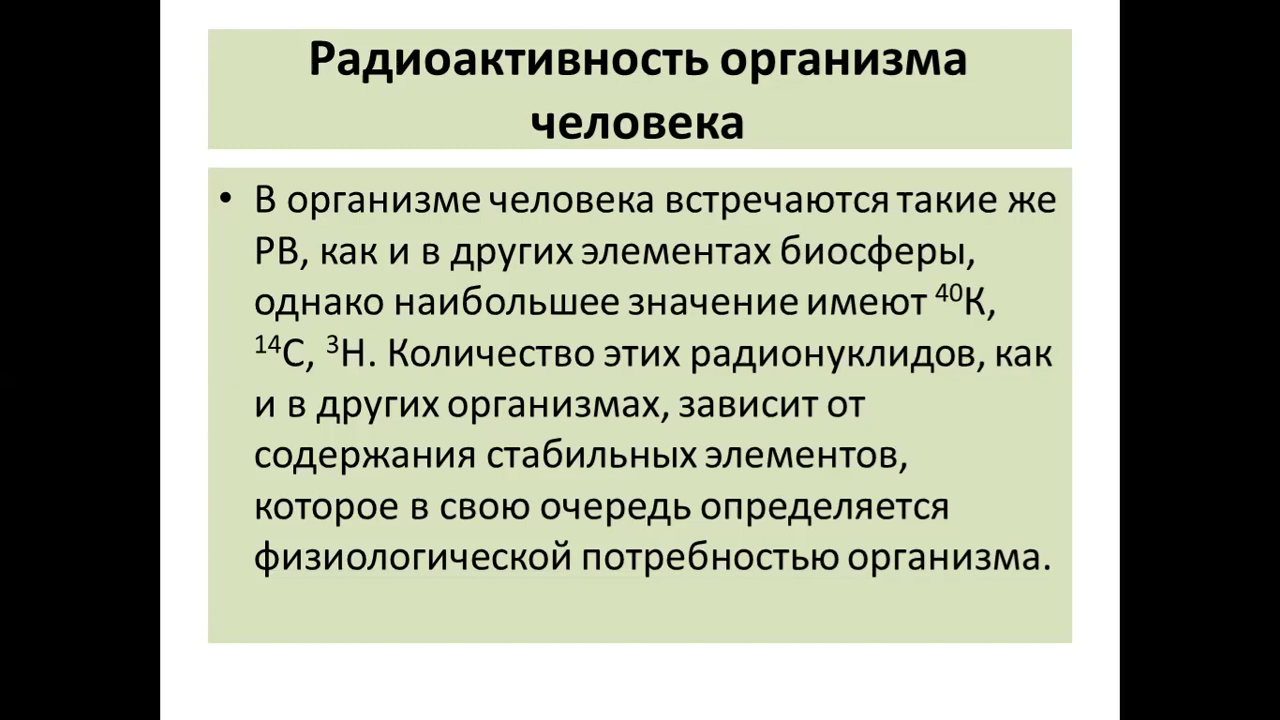 Радиоактивность организма
человека
• В организме человека встречаются такие же
РВ, как и в других элементах биосферы,
однако наибольшее значение имеют ⁴⁰К,
¹⁴С, ³Н. Количество этих радионуклидов, как
и в других организмах, зависит от
содержания стабильных элементов,
которое в свою очередь определяется
физиологической потребностью организма.